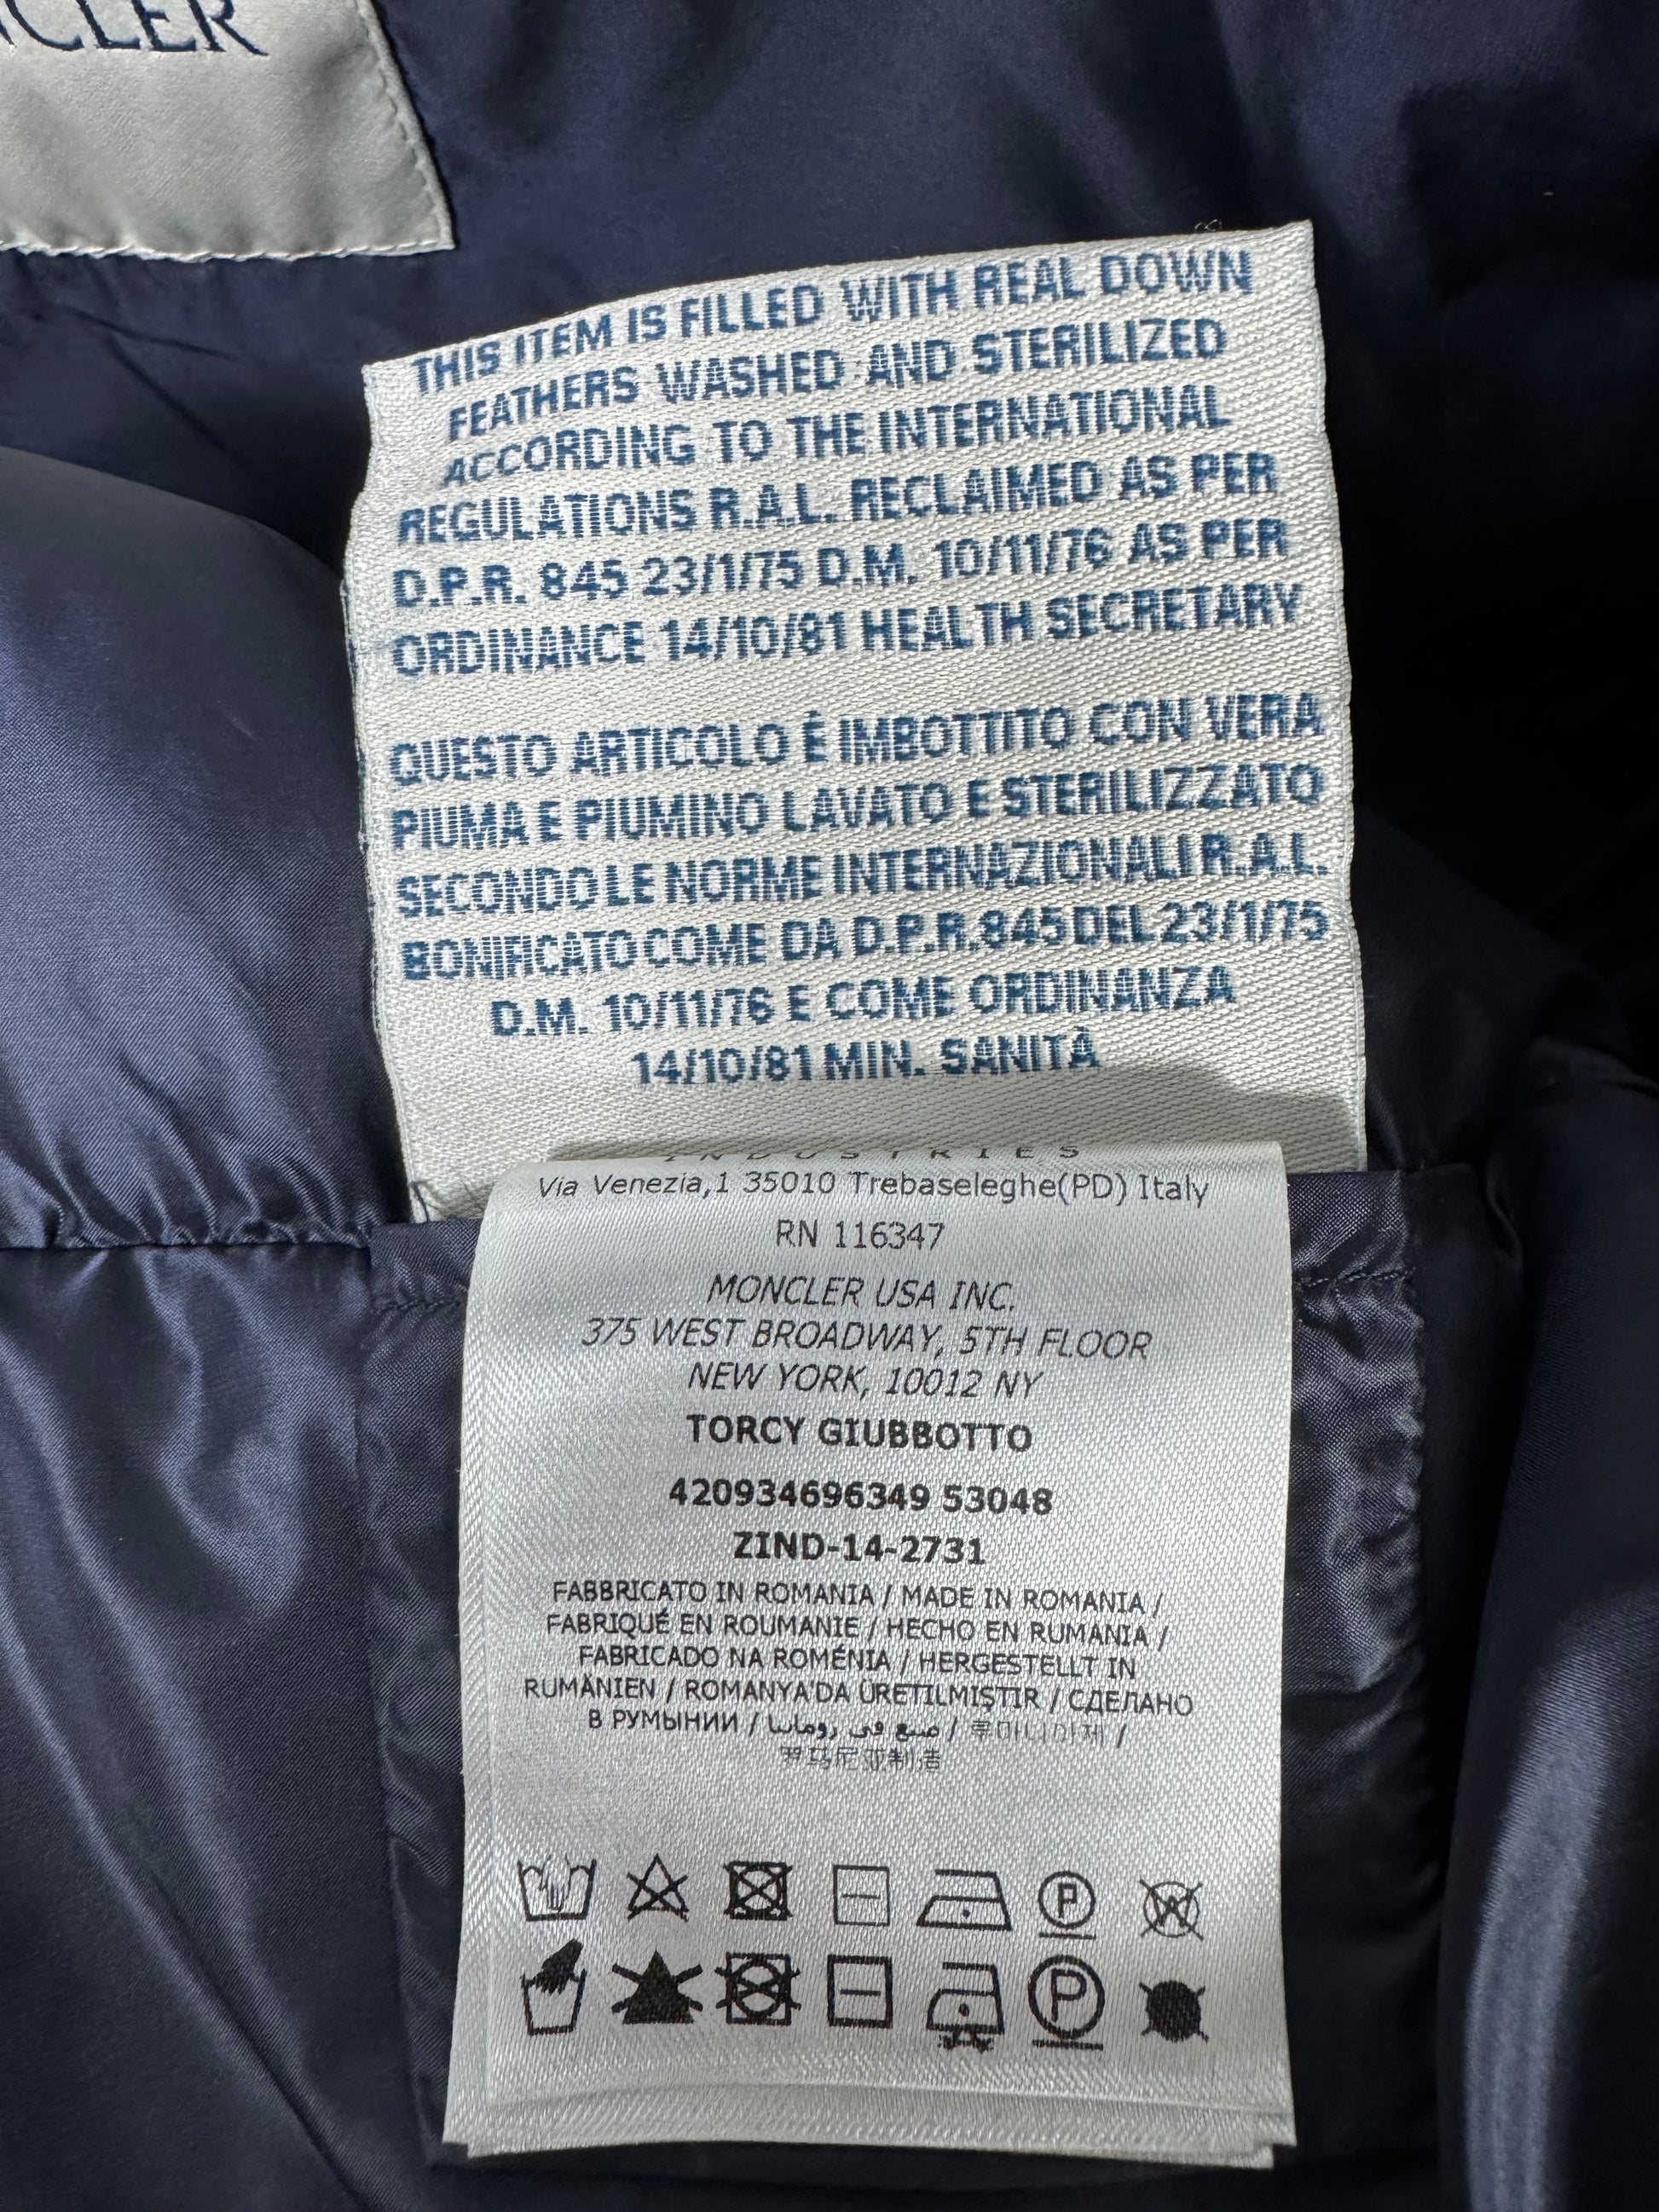 CLER
THIS ITEM IS FILLED WITH REAL DOWN
FEATHERS WASHED AND STERILIZED
ACCORDING TO THE INTERNATIONAL
REGULATIONS R.A.L. RECLAIMED AS PER
D.P.R. 845 23/1/75 D.M. 10/11/76 AS PER
ORDINANCE 14/10/81 HEALTH SECRETARY
QUESTO ARTICOLO É IMBOTTITO CON VERA
PIUMA E PIUMINO LAVATO E STERILIZZATO
SECONDO LE NORME INTERNAZIONALI R.A.L.
BONIFICATO COME DA D.P.R. 845 DEL 23/1/75
D.M. 10/11/76 E COME ORDINANZA
14/10/81 MIN. SANITÀ
INDUSTRIES
Via Venezia,1 35010 Trebaseleghe(PD) Italy
RN 116347
MONCLER USA INC.
375 WEST BROADWAY, 5TH FLOOR
NEW YORK, 10012 NY
TORCY GIUBBOTTO
420934696349 53048
ZIND-14-2731
FABBRICATO IN ROMANIA / MADE IN ROMANIA /
FABRIQUÉ EN ROUMANIE / HECHO EN RUMANIA /
FABRICADO NA ROMÉNIA / HERGESTELLT IN
RUMÄNIEN / ROMANYA'DA ÜRETILMIŞTIR / СДЕЛАНО
В РУМЫНИИ / صنع في رومانيا / 루마니아제 /
罗马尼亚制造
P
W
P